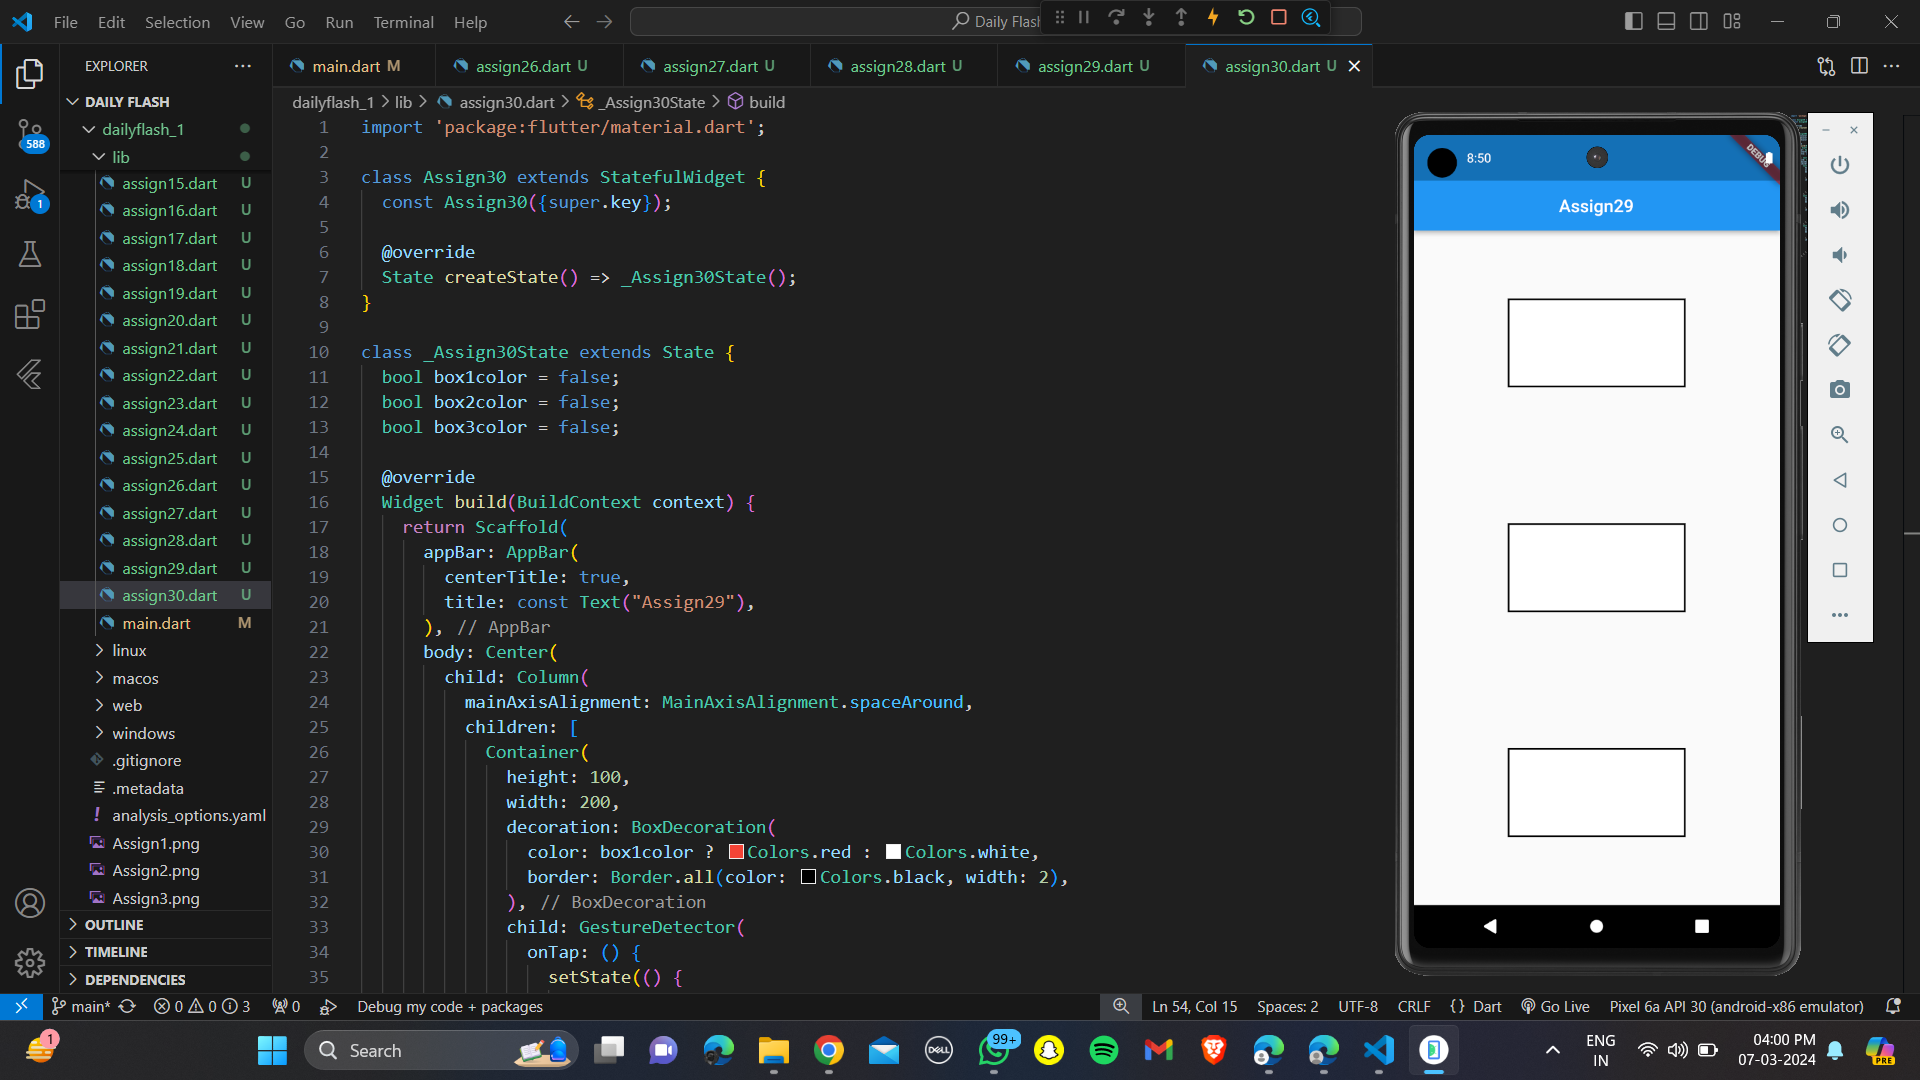 File Edit Selection View Go Run Terminal Help
Daily Flash
EXPLORER
main.dart M
assign26.dart U
assign27.dart U
assign28.dart U
assign29.dart U
assign30.dart U
DAILY FLASH
dailyflash_1
lib
assign15.dart U
assign16.dart U
assign17.dart U
assign18.dart U
assign19.dart U
assign20.dart U
assign21.dart U
assign22.dart U
assign23.dart U
assign24.dart U
assign25.dart U
assign26.dart U
assign27.dart U
assign28.dart U
assign29.dart U
assign30.dart U
main.dart M
linux
macos
web
windows
.gitignore
.metadata
! analysis_options.yaml
Assign1.png
Assign2.png
Assign3.png
OUTLINE
TIMELINE
DEPENDENCIES
588
1
dailyflash_1 > lib > assign30.dart > _Assign30State > build
1 import 'package:flutter/material.dart';
2
3 class Assign30 extends StatefulWidget {
4 const Assign30({super.key});
5
6 @override
7 State createState() => _Assign30State();
8 }
9
10 class _Assign30State extends State {
11 bool box1color = false;
12 bool box2color = false;
13 bool box3color = false;
14
15 @override
16 Widget build(BuildContext context) {
17 return Scaffold(
18 appBar: AppBar(
19 centerTitle: true,
20 title: const Text("Assign29"),
21 ), // AppBar
22 body: Center(
23 child: Column(
24 mainAxisAlignment: MainAxisAlignment.spaceAround,
25 children: [
26 Container(
27 height: 100,
28 width: 200,
29 decoration: BoxDecoration(
30 color: box1color ? Colors.red : Colors.white,
31 border: Border.all(color: Colors.black, width: 2),
32 ), // BoxDecoration
33 child: GestureDetector(
34 onTap: () {
35 setState(() {
8:50
DEBUG
Assign29
main* 0 0 3 0 Debug my code + packages
Ln 54, Col 15 Spaces: 2 UTF-8 CRLF {} Dart Go Live Pixel 6a API 30 (android-x86 emulator)
1
Search
DELL
99+
ENG
IN
04:00 PM
07-03-2024
PRE